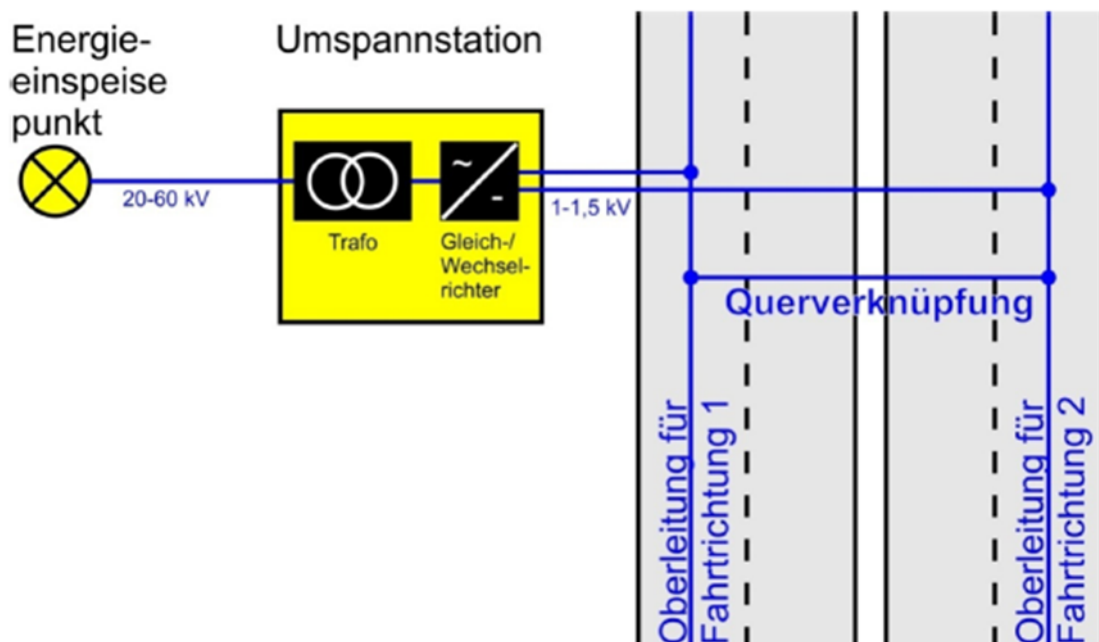 Energie-
einspeise
punkt
Umspannstation
20-60 kV
Trafo
~
-
Gleich-/
Wechsel-
richter
1-1,5 kV
Querverknüpfung
Oberleitung für
Fahrtrichtung 1
Oberleitung für
Fahrtrichtung 2